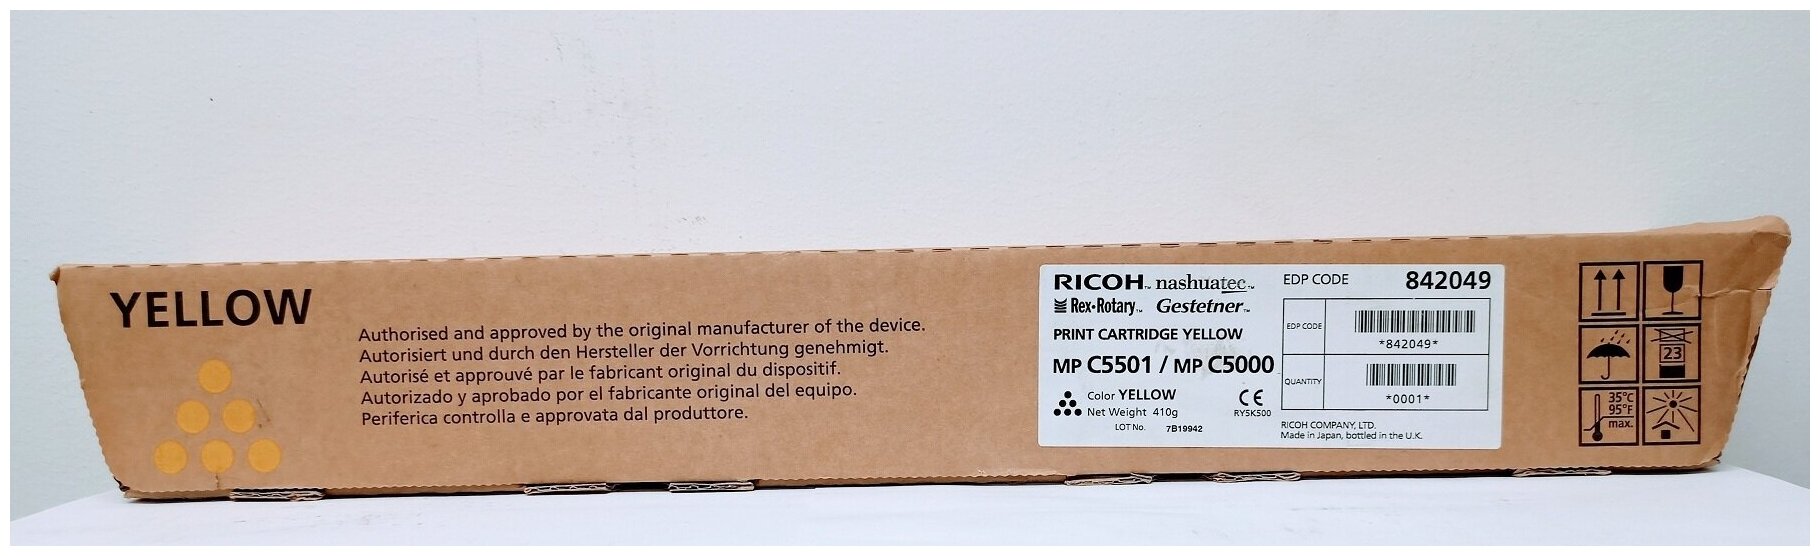 YELLOW
Authorised and approved by the original manufacturer of the device.
Autorisiert und durch den Hersteller der Vorrichtung genehmigt.
Autorisé et approuvé par le fabricant original du dispositif.
Autorizado y aprobado por el fabricante original del equipo.
Periferica controlla e approvata dal produttore.
RICOH™ nashuatec™
Rex•Rotary™ Gestetner™
PRINT CARTRIDGE YELLOW
MP C5501 / MP C5000
Color YELLOW
Net Weight 410g
LOT No. 7B19942
CE
RY5K500
EDP CODE 842049
EDP CODE
*842049*
QUANTITY
*0001*
RICOH COMPANY, LTD.
Made in Japan, bottled in the U.K.
23
35°C
95°F
max.